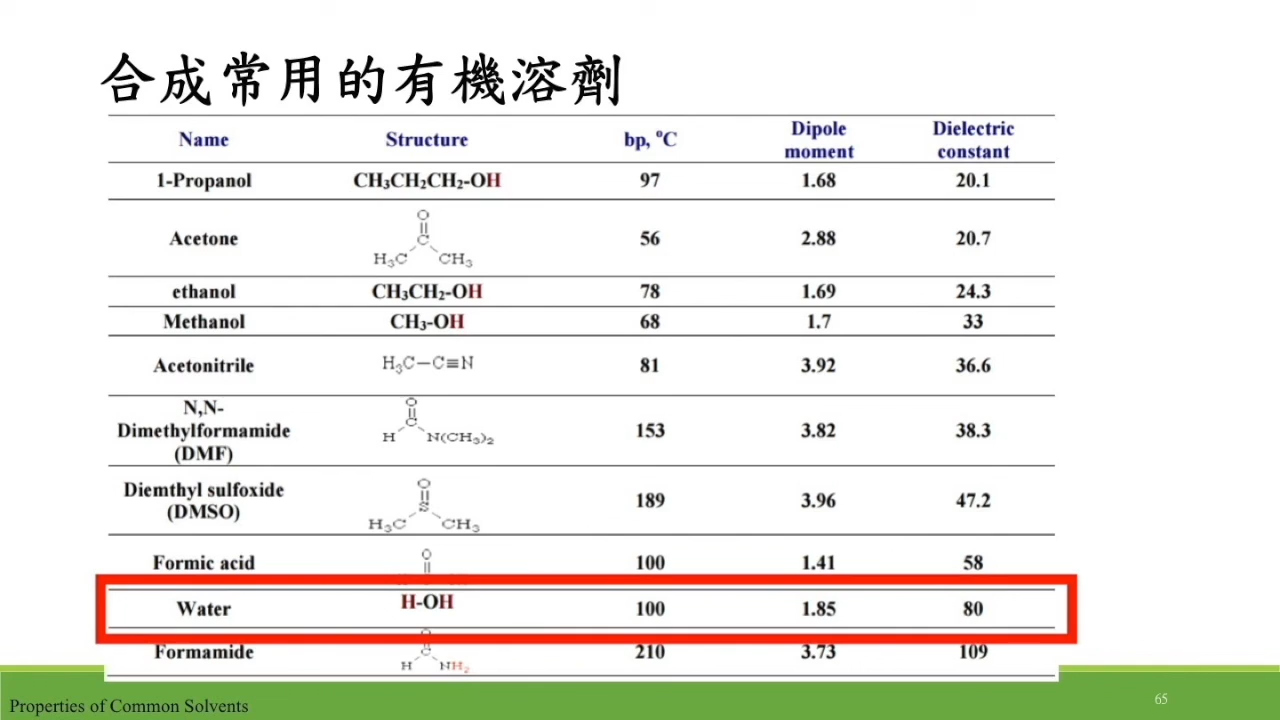 合成常用的有機溶劑
Name Structure bp, °C Dipole moment Dielectric constant
1-Propanol CH₃CH₂CH₂-OH 97 1.68 20.1
Acetone O C H₃C CH₃ 56 2.88 20.7
ethanol CH₃CH₂-OH 78 1.69 24.3
Methanol CH₃-OH 68 1.7 33
Acetonitrile H₃C–C≡N 81 3.92 36.6
N,N-
Dimethylformamide
(DMF) O C H N(CH₃)₂ 153 3.82 38.3
Diemthyl sulfoxide
(DMSO) O S H₃C CH₃ 189 3.96 47.2
Formic acid O 100 1.41 58
Water H-OH 100 1.85 80
Formamide C H NH₂ 210 3.73 109
Properties of Common Solvents
65